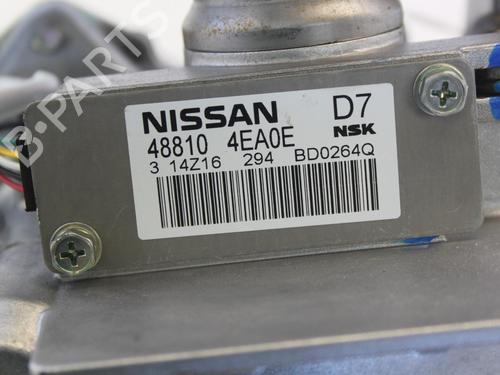 B-PARTS
NISSAN D7
48810 4EA0E NSK
3 14Z16 294 BD0264Q